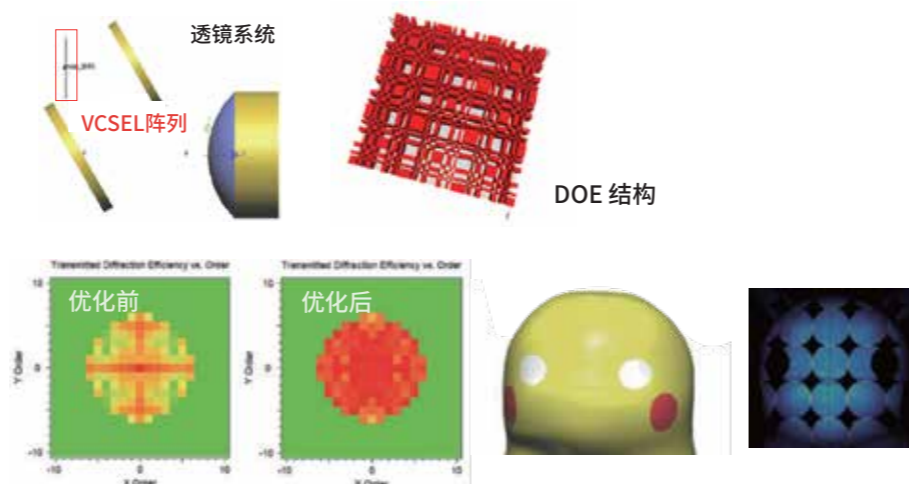 透镜系统
VCSEL阵列
DOE 结构
Transmitted Diffraction Efficiency vs. Order
Transmitted Diffraction Efficiency vs. Order
优化前
优化后
10
0
-10
Y Order
-10
0
10
X Order
10
0
-10
Y Order
-10
0
10
X Order